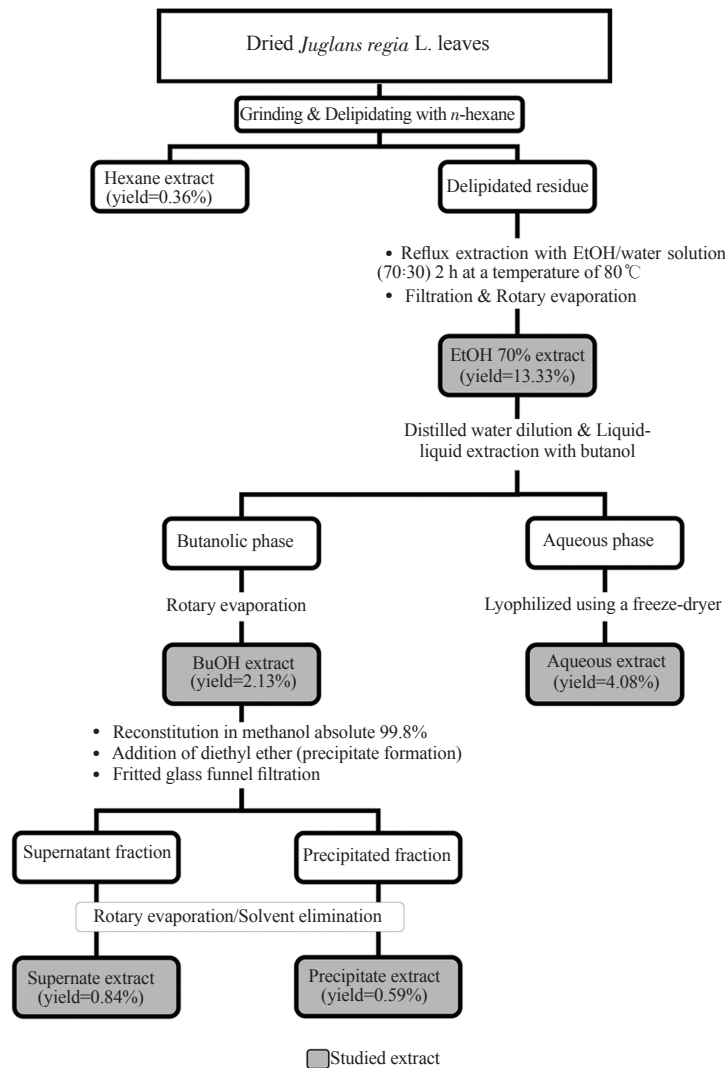 Dried Juglans regia L. leaves
Grinding & Delipidating with n-hexane
Hexane extract
(yield=0.36%)
Delipidated residue
• Reflux extraction with EtOH/water solution
(70:30) 2 h at a temperature of 80℃
• Filtration & Rotary evaporation
EtOH 70% extract
(yield=13.33%)
Distilled water dilution & Liquid-
liquid extraction with butanol
Butanolic phase
Aqueous phase
Rotary evaporation
Lyophilized using a freeze-dryer
BuOH extract
(yield=2.13%)
Aqueous extract
(yield=4.08%)
• Reconstitution in methanol absolute 99.8%
• Addition of diethyl ether (precipitate formation)
• Fritted glass funnel filtration
Supernatant fraction
Precipitated fraction
Rotary evaporation/Solvent elimination
Supernate extract
(yield=0.84%)
Precipitate extract
(yield=0.59%)
Studied extract